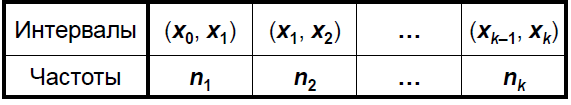 Интервалы (x₀, x₁) (x₁, x₂) ... (xₖ₋₁, xₖ)
Частоты n₁ n₂ ... nₖ